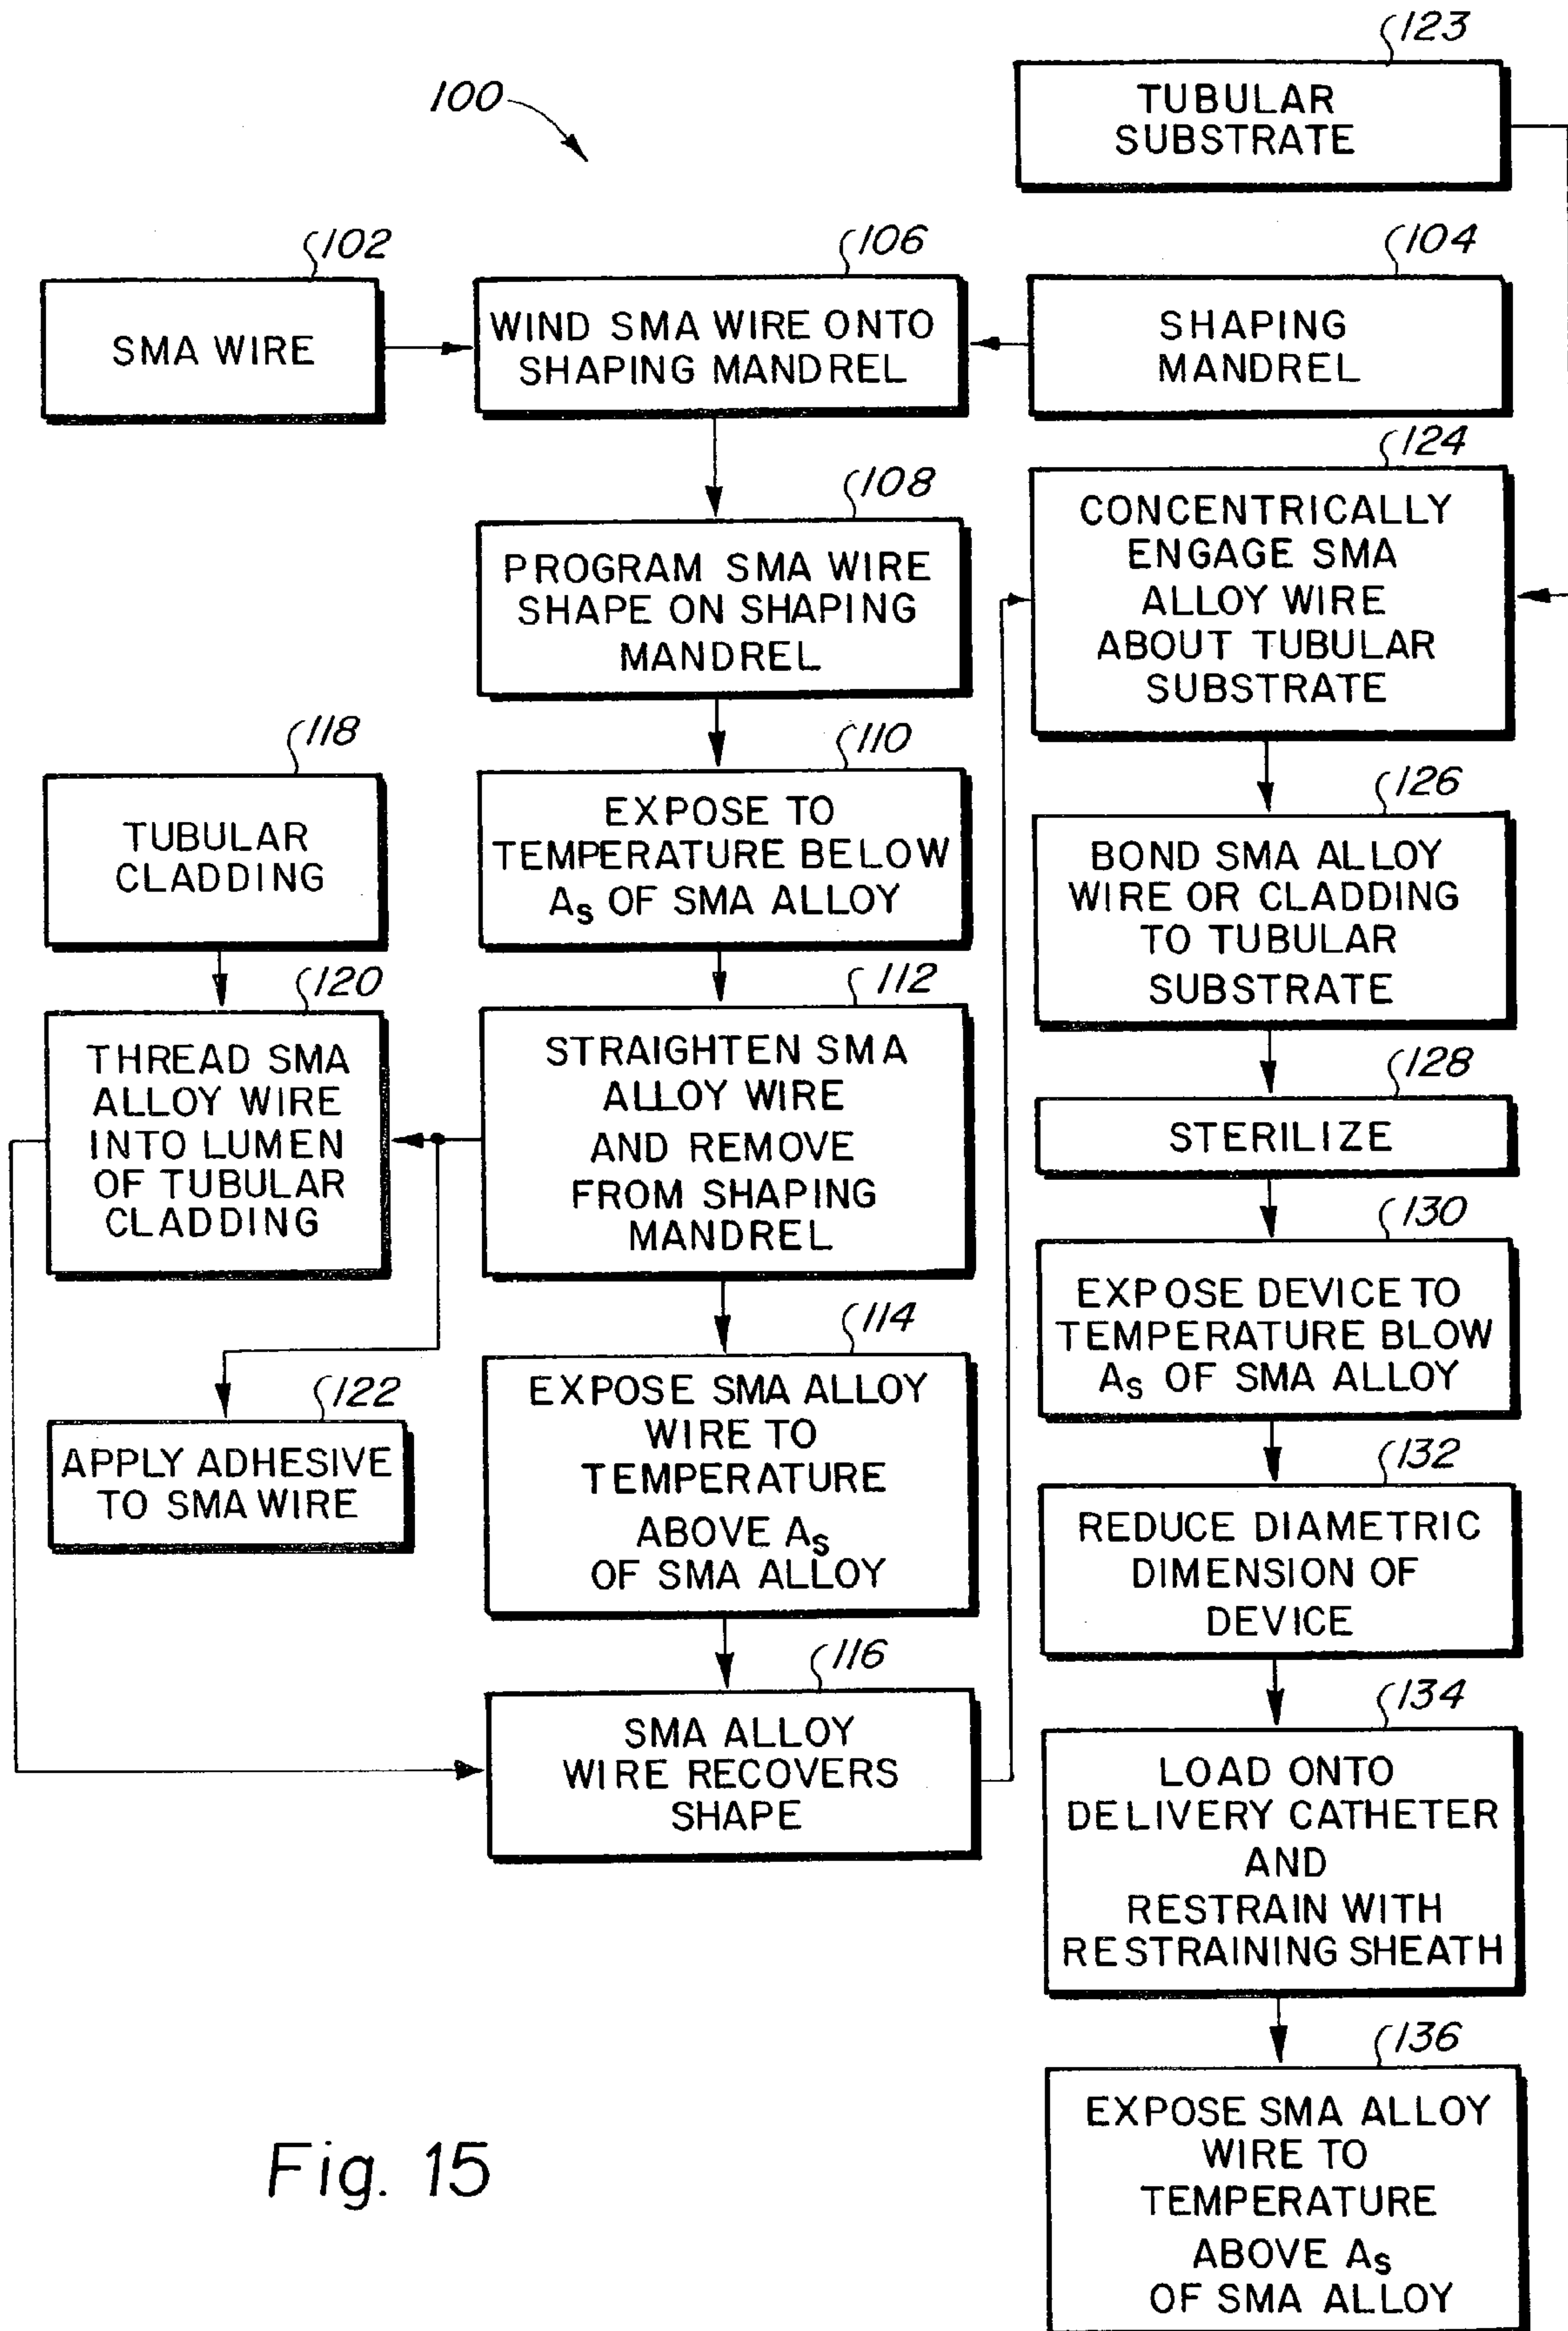 100
123
TUBULAR
SUBSTRATE
102
SMA WIRE
106
WIND SMA WIRE ONTO
SHAPING MANDREL
104
SHAPING
MANDREL
108
PROGRAM SMA WIRE
SHAPE ON SHAPING
MANDREL
110
EXPOSE TO
TEMPERATURE BELOW
As OF SMA ALLOY
112
STRAIGHTEN SMA
ALLOY WIRE
AND REMOVE
FROM SHAPING
MANDREL
118
TUBULAR
CLADDING
120
THREAD SMA
ALLOY WIRE
INTO LUMEN
OF TUBULAR
CLADDING
122
APPLY ADHESIVE
TO SMA WIRE
114
EXPOSE SMA ALLOY
WIRE TO
TEMPERATURE
ABOVE As
OF SMA ALLOY
116
SMA ALLOY
WIRE RECOVERS
SHAPE
124
CONCENTRICALLY
ENGAGE SMA
ALLOY WIRE
ABOUT TUBULAR
SUBSTRATE
126
BOND SMA ALLOY
WIRE OR CLADDING
TO TUBULAR
SUBSTRATE
128
STERILIZE
130
EXPOSE DEVICE TO
TEMPERATURE BLOW
As OF SMA ALLOY
132
REDUCE DIAMETRIC
DIMENSION OF
DEVICE
134
LOAD ONTO
DELIVERY CATHETER
AND
RESTRAIN WITH
RESTRAINING SHEATH
136
EXPOSE SMA ALLOY
WIRE TO
TEMPERATURE
ABOVE As
OF SMA ALLOY
Fig. 15